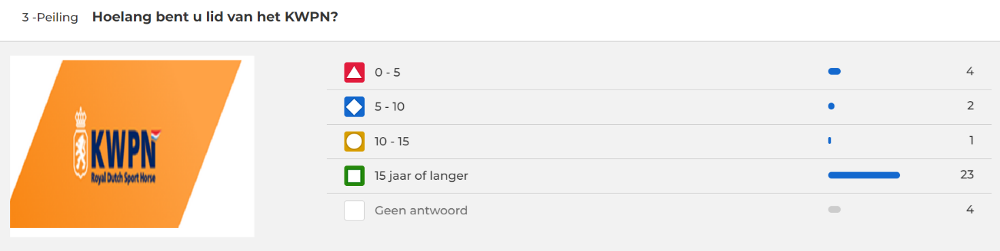 3 -Peiling Hoelang bent u lid van het KWPN?
KWPN
Royal Dutch Sport Horse
0 - 5 4
5 - 10 2
10 - 15 1
15 jaar of langer 23
Geen antwoord 4